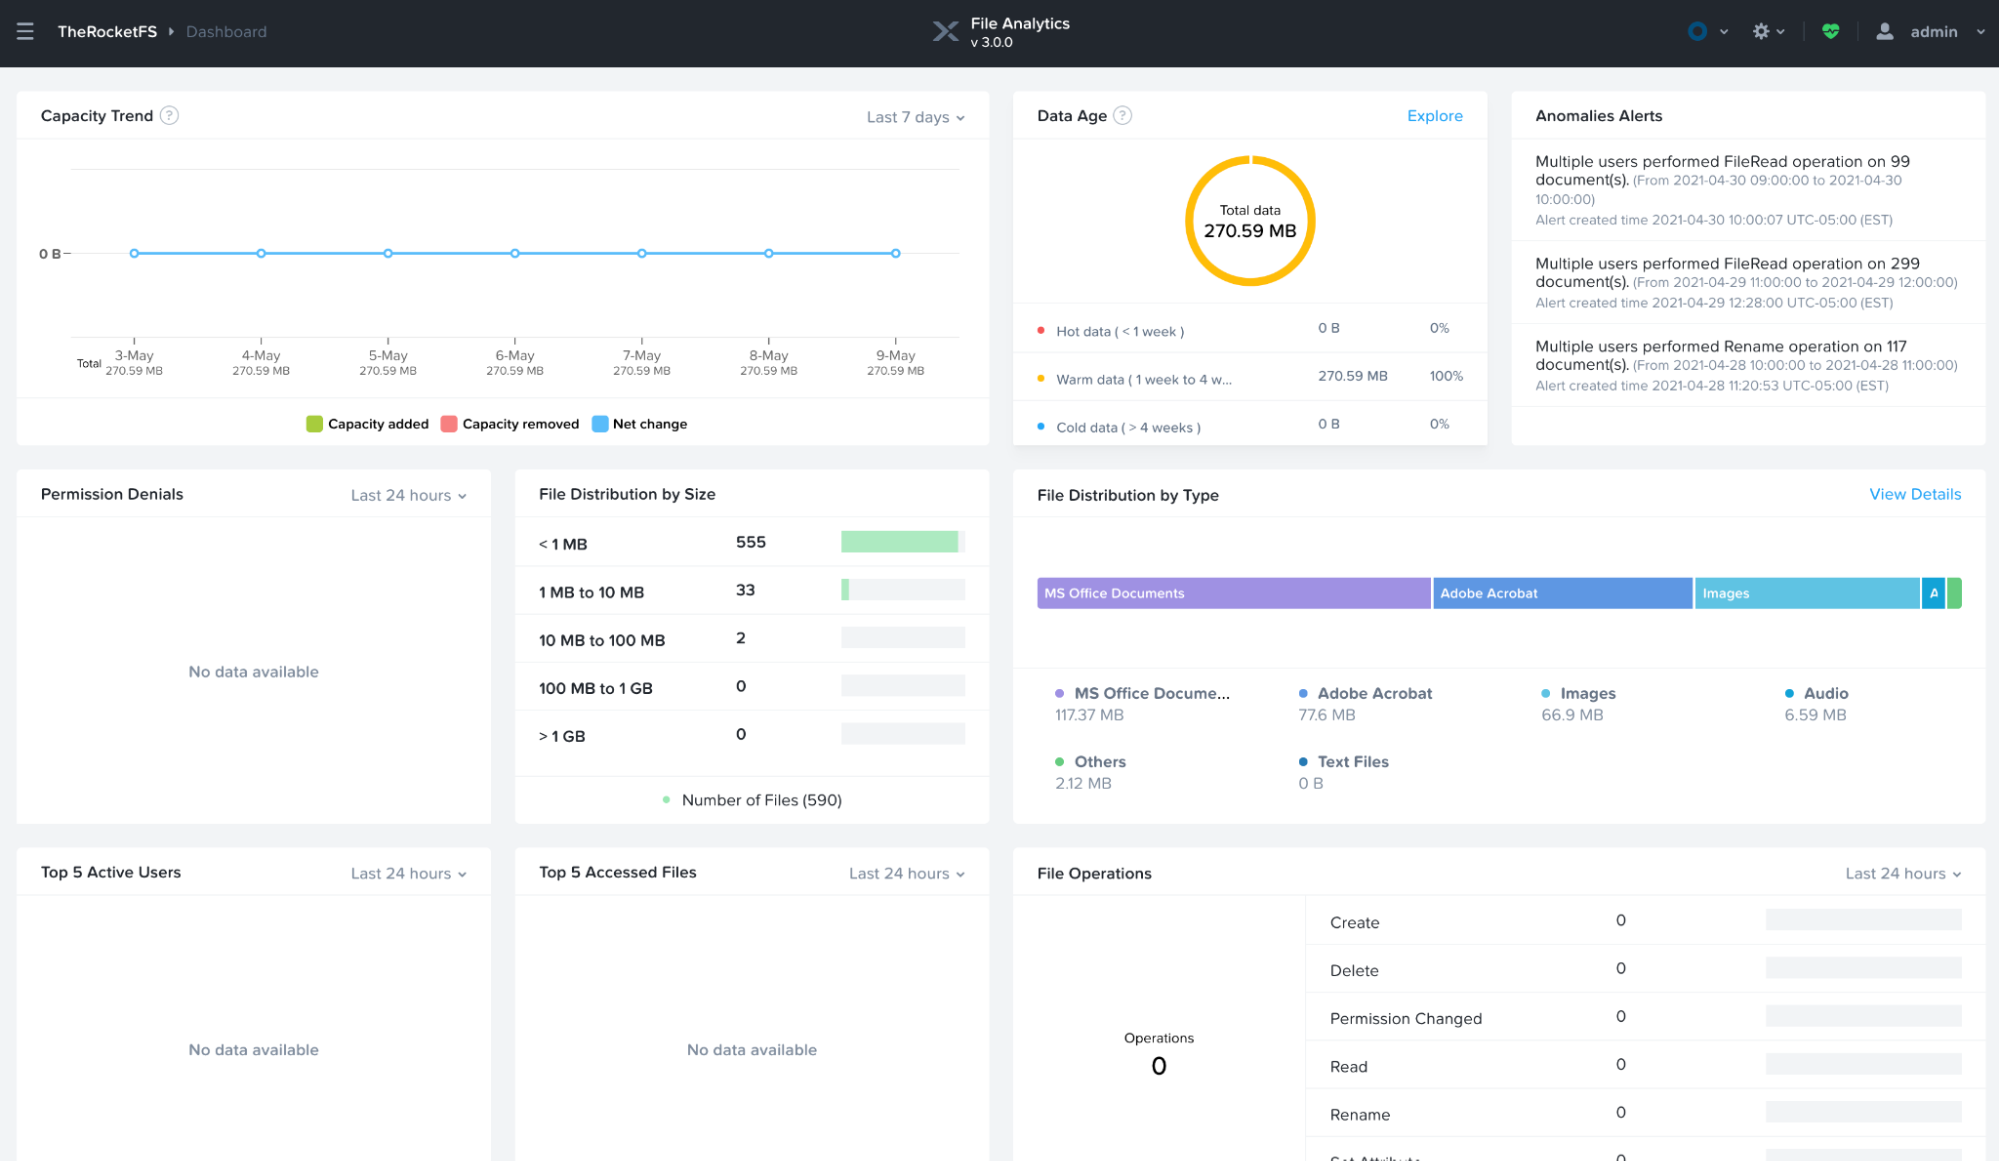 TheRocketFS Dashboard
File Analytics
v 3.0.0
admin
Capacity Trend ?
Last 7 days
0 B
3-May 4-May 5-May 6-May 7-May 8-May 9-May
Total 270.59 MB 270.59 MB 270.59 MB 270.59 MB 270.59 MB 270.59 MB 270.59 MB
Capacity added Capacity removed Net change
Data Age ?
Explore
Total data
270.59 MB
Hot data ( < 1 week ) 0 B 0%
Warm data ( 1 week to 4 w... 270.59 MB 100%
Cold data ( > 4 weeks ) 0 B 0%
Anomalies Alerts
Multiple users performed FileRead operation on 99
document(s). (From 2021-04-30 09:00:00 to 2021-04-30
10:00:00)
Alert created time 2021-04-30 10:00:07 UTC-05:00 (EST)
Multiple users performed FileRead operation on 299
document(s). (From 2021-04-29 11:00:00 to 2021-04-29 12:00:00)
Alert created time 2021-04-29 12:28:00 UTC-05:00 (EST)
Multiple users performed Rename operation on 117
document(s). (From 2021-04-28 10:00:00 to 2021-04-28 11:00:00)
Alert created time 2021-04-28 11:20:53 UTC-05:00 (EST)
Permission Denials
Last 24 hours
No data available
File Distribution by Size
< 1 MB 555
1 MB to 10 MB 33
10 MB to 100 MB 2
100 MB to 1 GB 0
> 1 GB 0
Number of Files (590)
File Distribution by Type
View Details
MS Office Documents Adobe Acrobat Images A
MS Office Docume... Adobe Acrobat Images Audio
117.37 MB 77.6 MB 66.9 MB 6.59 MB
Others Text Files
2.12 MB 0 B
Top 5 Active Users
Last 24 hours
No data available
Top 5 Accessed Files
Last 24 hours
No data available
File Operations
Last 24 hours
Operations
0
Create 0
Delete 0
Permission Changed 0
Read 0
Rename 0
Set Attribute 0